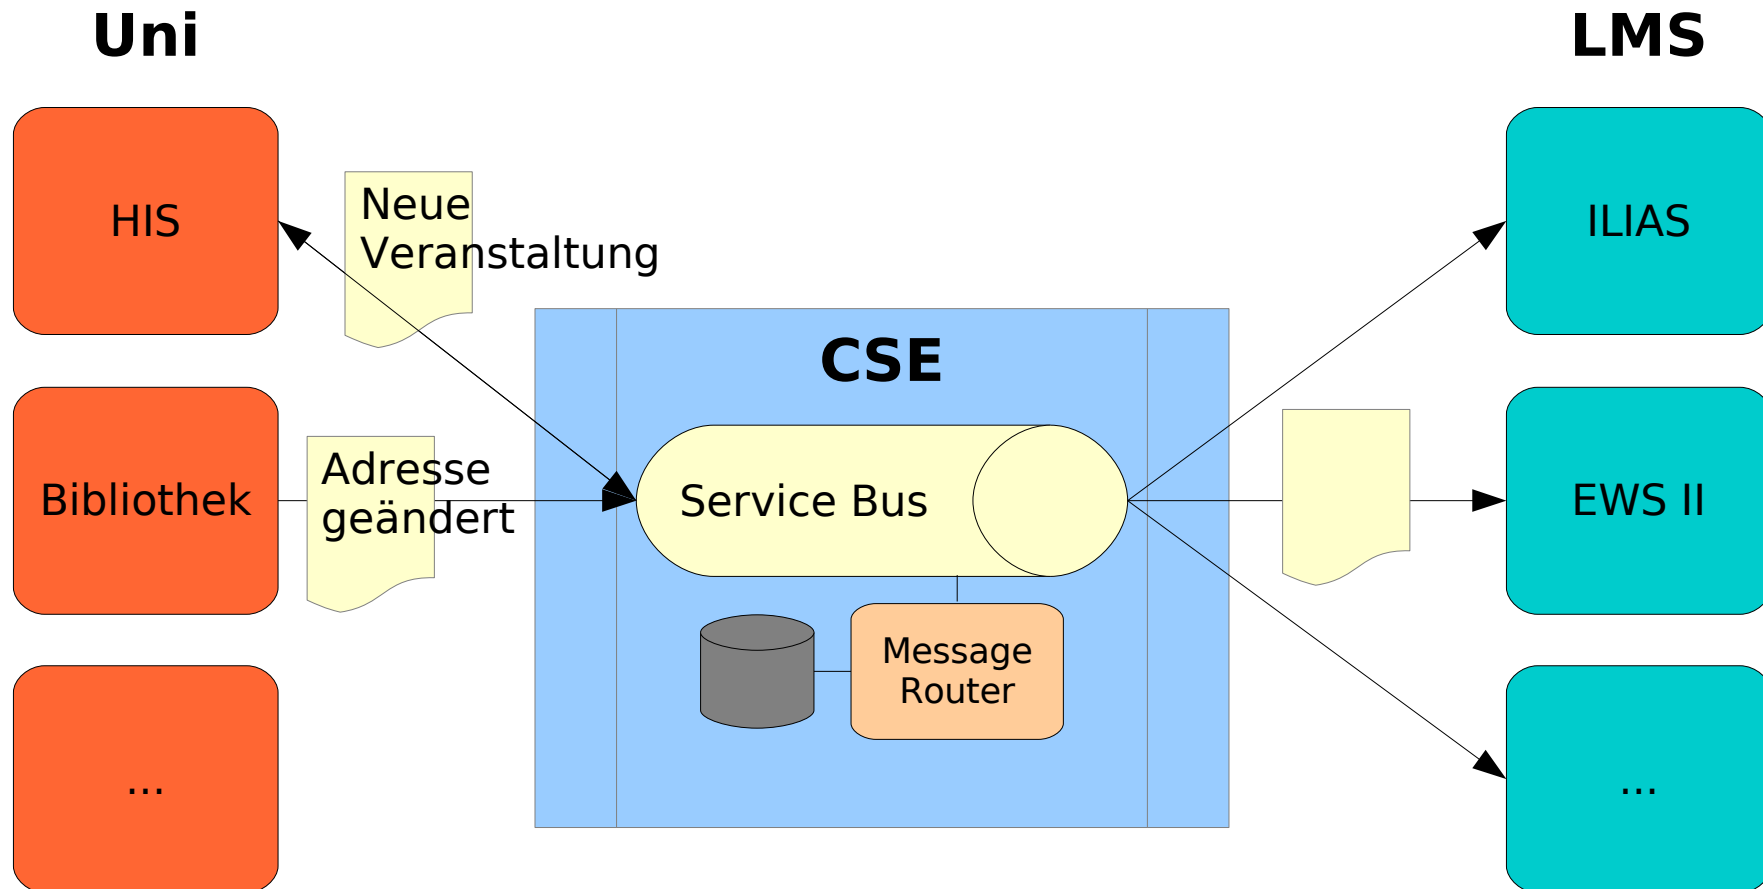 Uni
LMS
HIS
Neue
Veranstaltung
ILIAS
CSE
Bibliothek
Adresse
geändert
Service Bus
EWS II
Message
Router
...
...